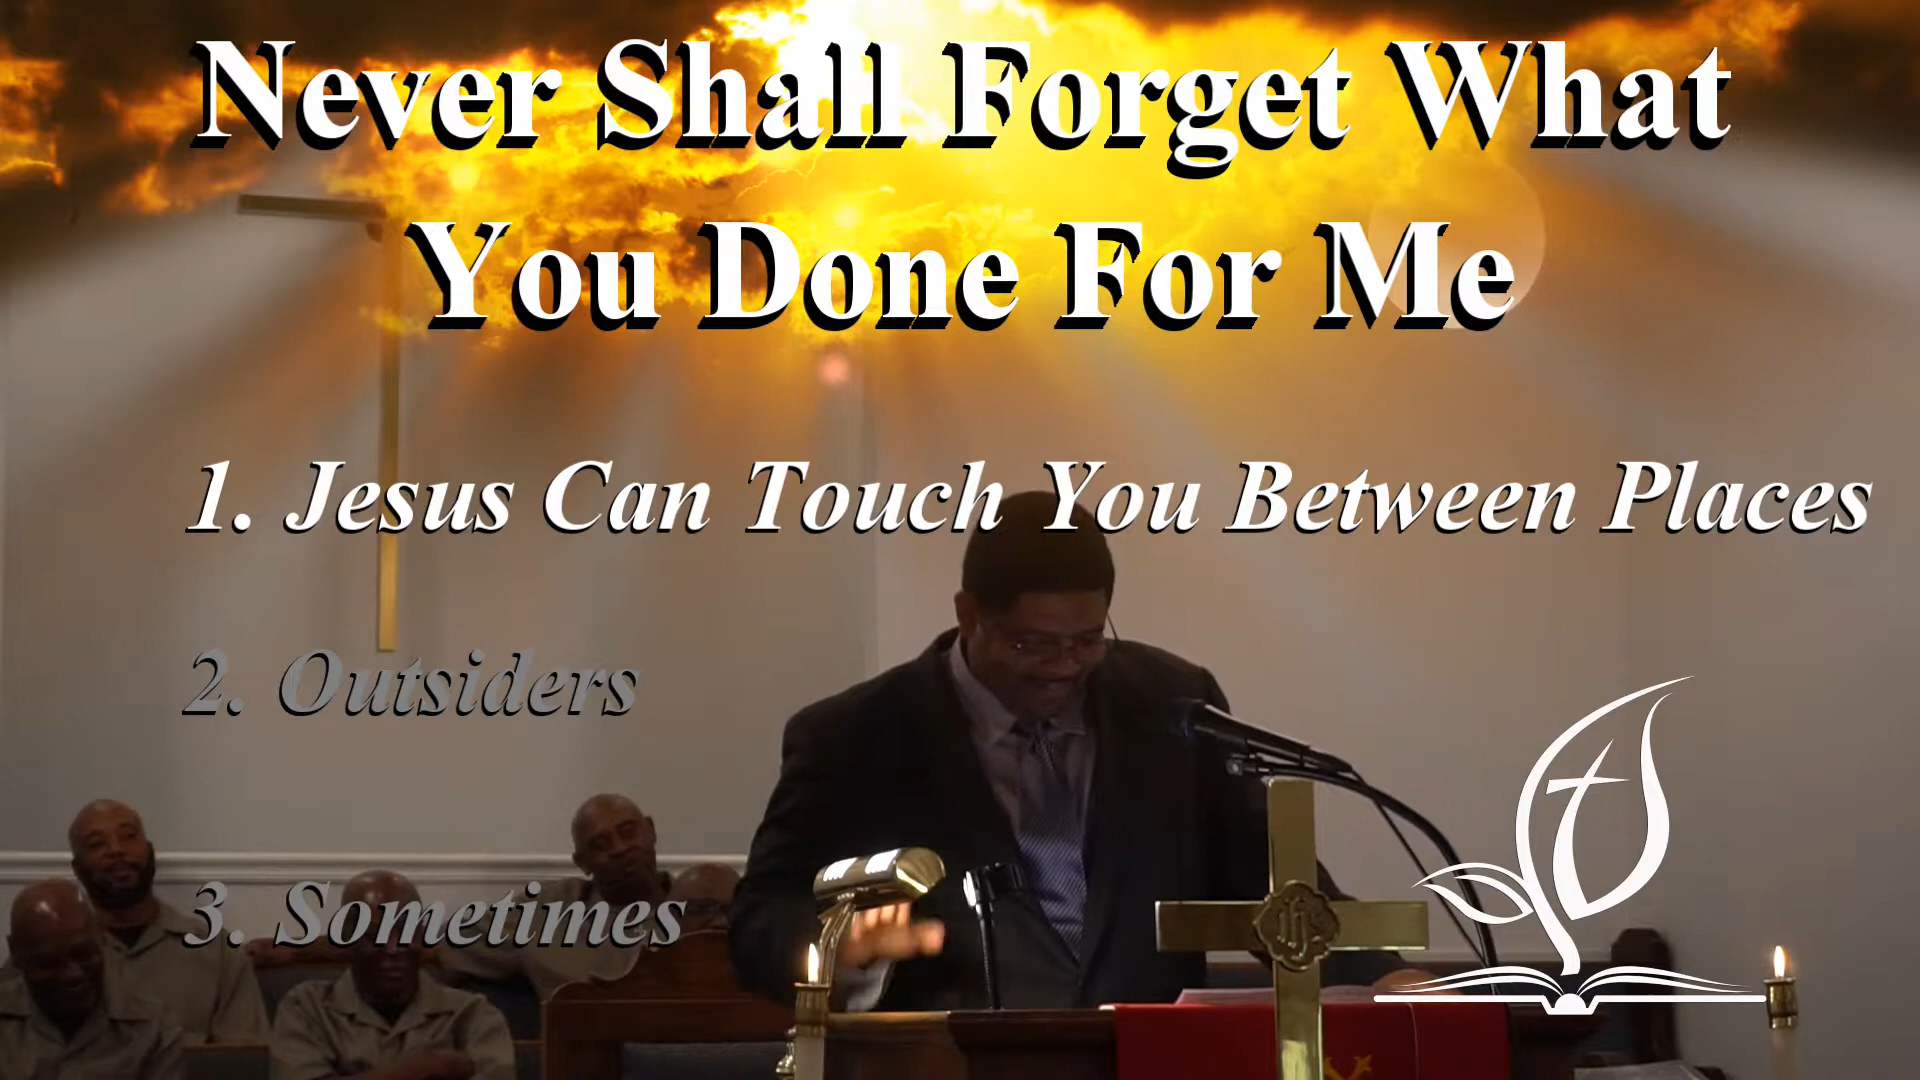 Never Shall Forget What
You Done For Me
1. Jesus Can Touch You Between Places
2. Outsiders
3. Sometimes
IHS